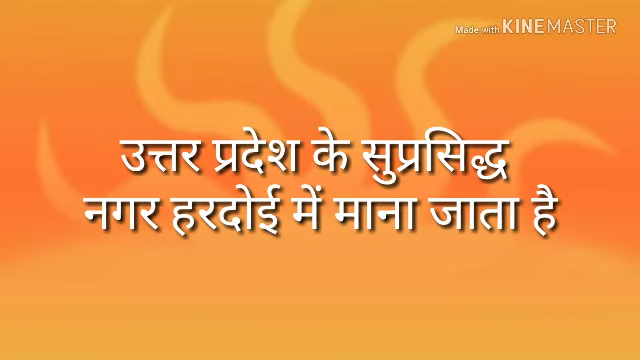 Made with KINEMASTER
उत्तर प्रदेश के सुप्रसिद्ध
नगर हरदोई में माना जाता है